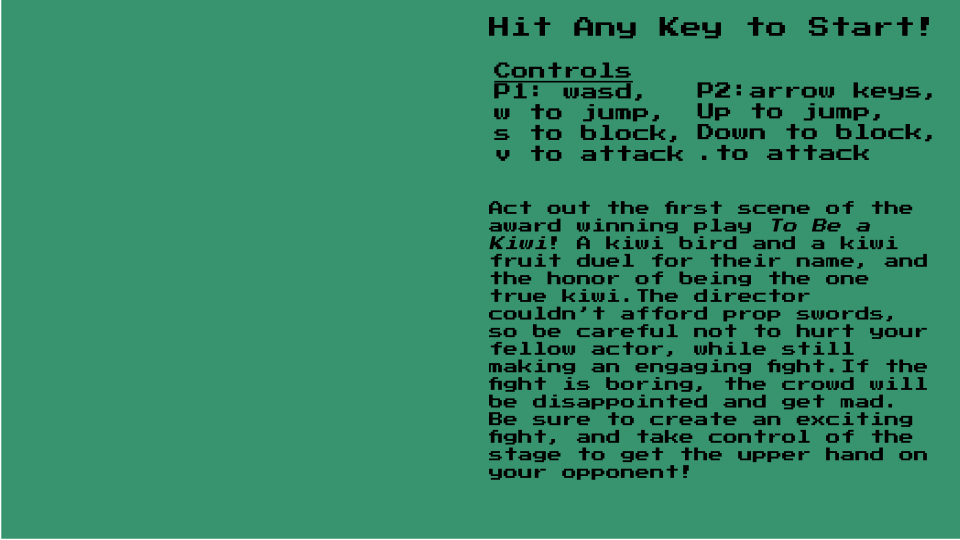 Hit Any Key to Start!
Controls
P1: wasd,
w to jump,
s to block,
v to attack
P2:arrow keys,
Up to jump,
Down to block,
.to attack
Act out the first scene of the
award winning play To Be a
Kiwi! A kiwi bird and a kiwi
fruit duel for their name, and
the honor of being the one
true kiwi.The director
couldn't afford prop swords,
so be careful not to hurt your
fellow actor, while still
making an engaging fight.If the
fight is boring, the crowd will
be disappointed and get mad.
Be sure to create an exciting
fight, and take control of the
stage to get the upper hand on
your opponent!